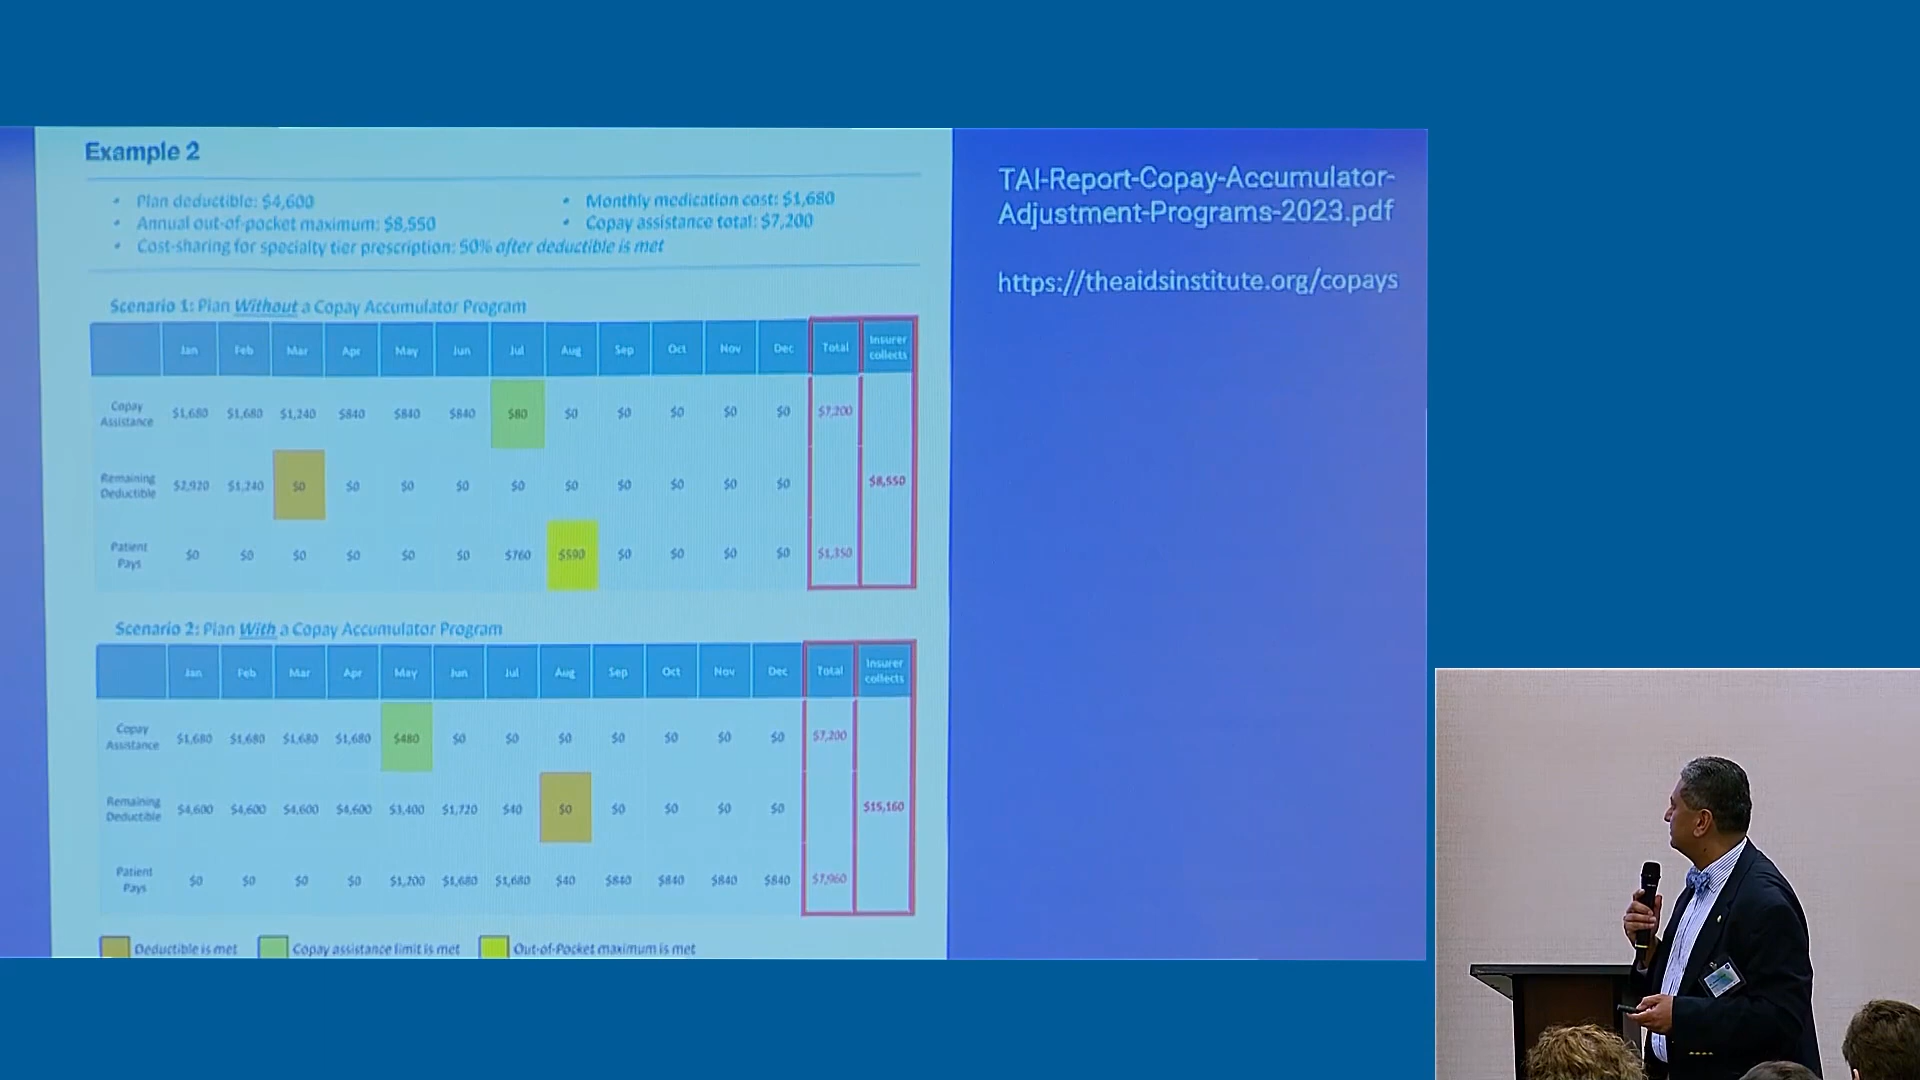 Example 2
• Plan deductible: $4,600
• Annual out-of-pocket maximum: $8,550
• Cost-sharing for specialty tier prescription: 50% after deductible is met
• Monthly medication cost: $1,680
• Copay assistance total: $7,200
Scenario 1: Plan Without a Copay Accumulator Program
Jan Feb Mar Apr May Jun Jul Aug Sep Oct Nov Dec Total Insurer collects
Copay Assistance $1,680 $1,680 $1,240 $840 $840 $840 $80 $0 $0 $0 $0 $0 $7,200
Remaining Deductible $2,920 $1,240 $0 $0 $0 $0 $0 $0 $0 $0 $0 $0 $8,550
Patient Pays $0 $0 $0 $0 $0 $0 $760 $590 $0 $0 $0 $0 $1,350
Scenario 2: Plan With a Copay Accumulator Program
Jan Feb Mar Apr May Jun Jul Aug Sep Oct Nov Dec Total Insurer collects
Copay Assistance $1,680 $1,680 $1,680 $1,680 $480 $0 $0 $0 $0 $0 $0 $0 $7,200
Remaining Deductible $4,600 $4,600 $4,600 $4,600 $3,400 $1,720 $40 $0 $0 $0 $0 $0 $15,160
Patient Pays $0 $0 $0 $0 $1,200 $1,680 $1,680 $40 $840 $840 $840 $840 $7,960
Deductible is met Copay assistance limit is met Out-of-Pocket maximum is met
TAI-Report-Copay-Accumulator-
Adjustment-Programs-2023.pdf
https://theaidsinstitute.org/copays